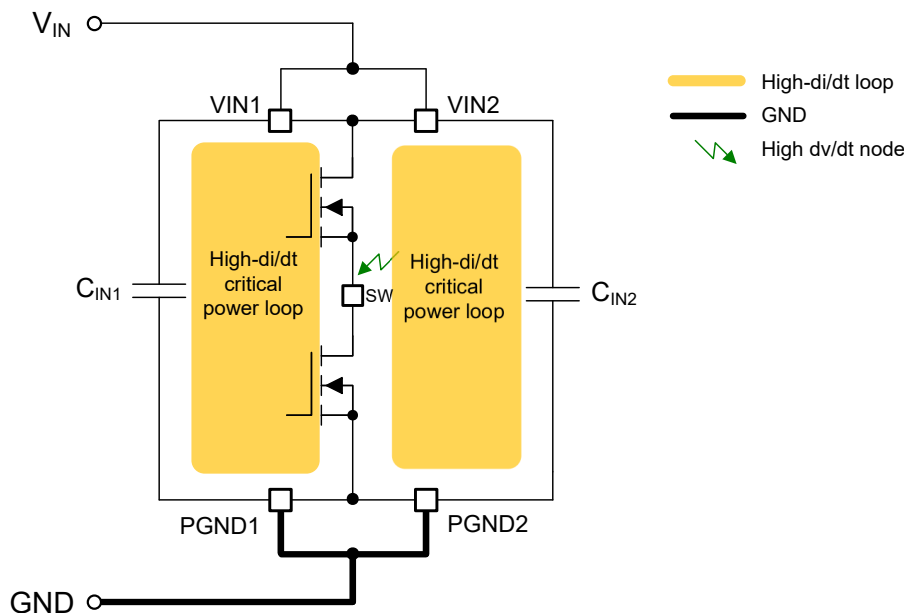 VIN
VIN1
VIN2
High-di/dt loop
GND
High dv/dt node
High-di/dt
critical
power loop
High-di/dt
critical
power loop
CIN1
SW
CIN2
PGND1
PGND2
GND